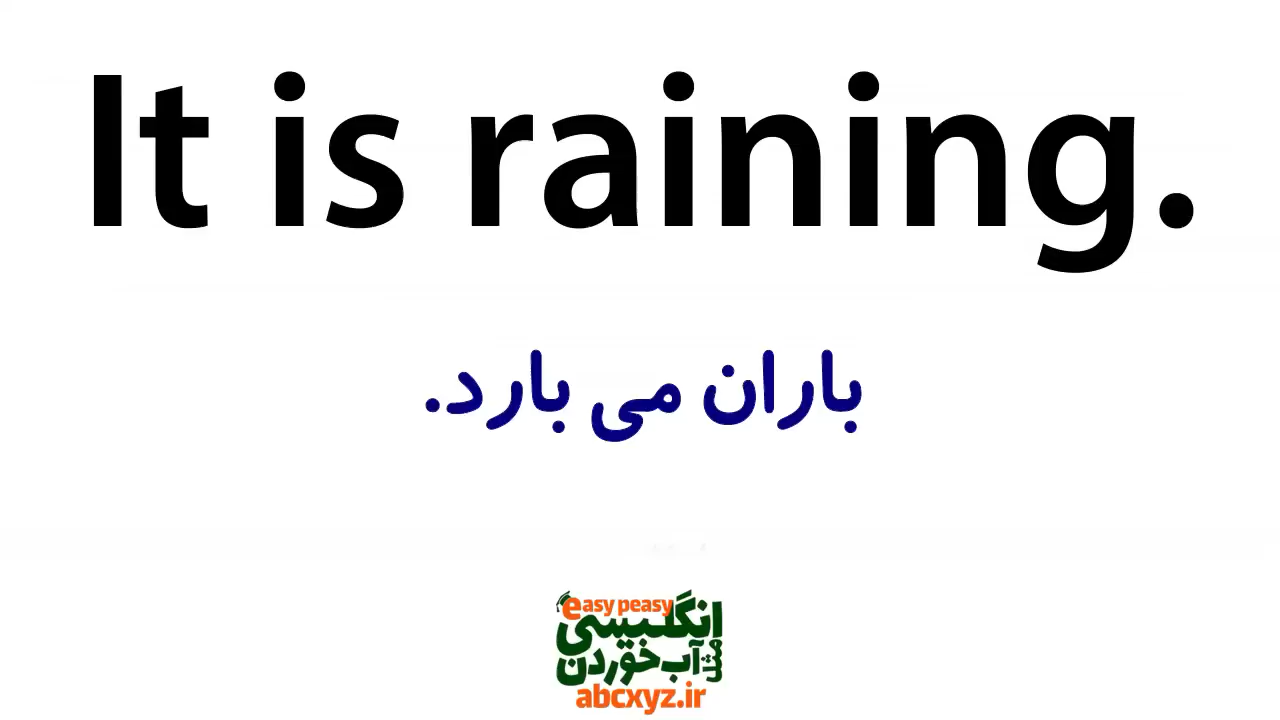 It is raining.
باران می بارد.
easy peasy
انگلیسی
مثل آب خوردن
abcxyz.ir